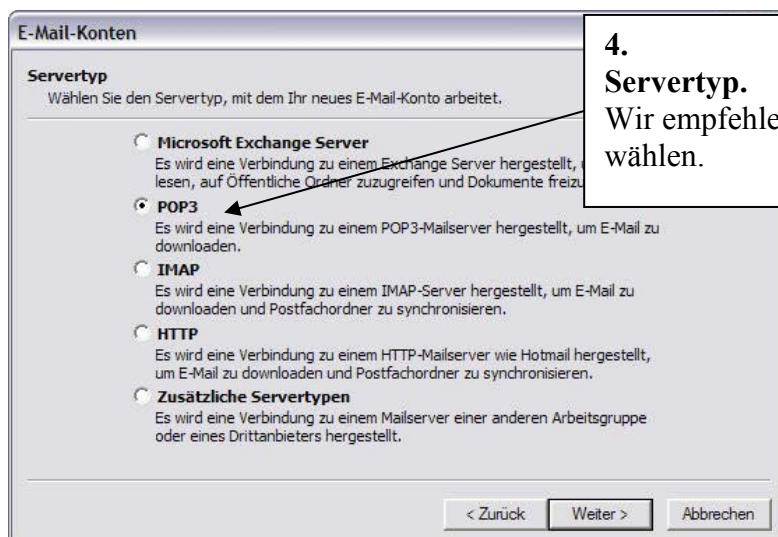 E-Mail-Konten
Servertyp
Wählen Sie den Servertyp, mit dem Ihr neues E-Mail-Konto arbeitet.
4.
Servertyp.
Wir empfehle
wählen.
Microsoft Exchange Server
Es wird eine Verbindung zu einem Exchange Server hergestellt,
lesen, auf Öffentliche Ordner zuzugreifen und Dokumente freizu
POP3
Es wird eine Verbindung zu einem POP3-Mailserver hergestellt, um E-Mail zu
downloaden.
IMAP
Es wird eine Verbindung zu einem IMAP-Server hergestellt, um E-Mail zu
downloaden und Postfachordner zu synchronisieren.
HTTP
Es wird eine Verbindung zu einem HTTP-Mailserver wie Hotmail hergestellt,
um E-Mail zu downloaden und Postfachordner zu synchronisieren.
Zusätzliche Servertypen
Es wird eine Verbindung zu einem Mailserver einer anderen Arbeitsgruppe
oder eines Drittanbieters hergestellt.
< Zurück
Weiter >
Abbrechen